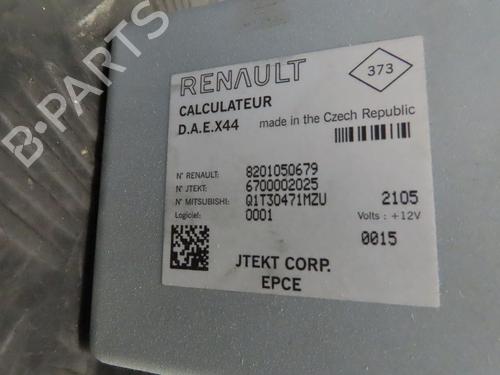 B-PARTS
RENAULT
373
CALCULATEUR
D.A.E.X44 made in the Czech Republic
N° RENAULT: 8201050679
N° JTEKT: 6700002025
N° MITSUBISHI: Q1T30471MZU 2105
Logiciel: 0001 Volts : +12V
0015
JTEKT CORP.
EPCE